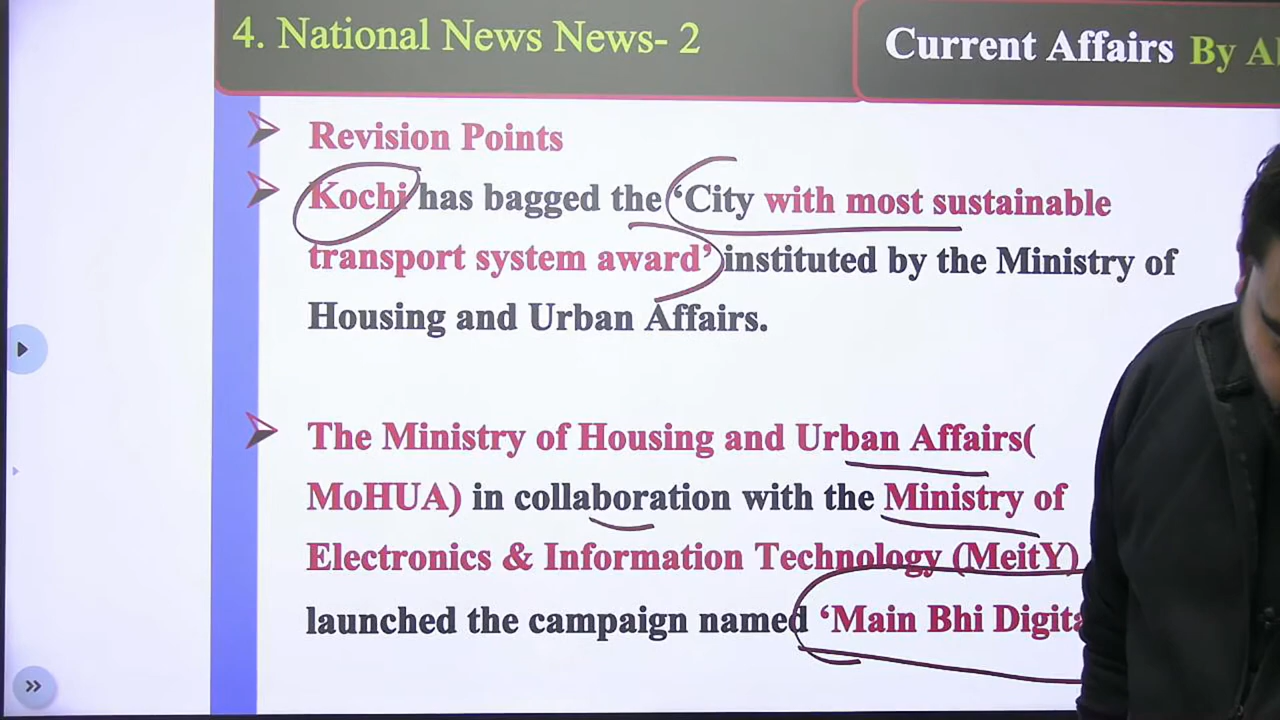 4. National News News- 2
Current Affairs By
Revision Points
Kochi has bagged the ‘City with most sustainable
transport system award’ instituted by the Ministry of
Housing and Urban Affairs.
The Ministry of Housing and Urban Affairs(
MoHUA) in collaboration with the Ministry of
Electronics & Information Technology (MeitY)
launched the campaign named ‘Main Bhi